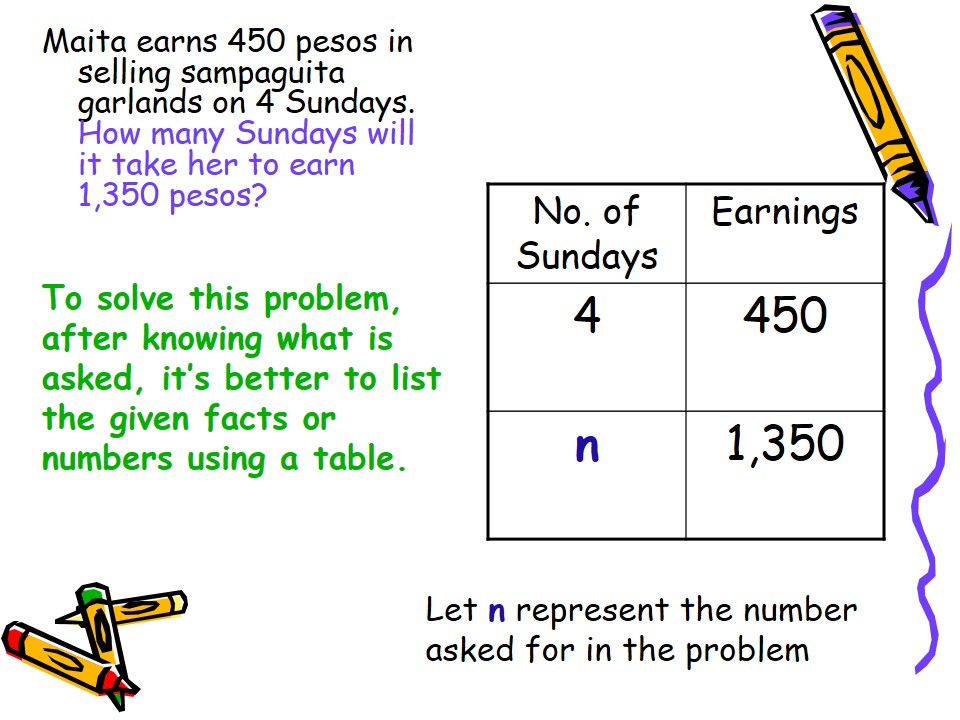 Maita earns 450 pesos in
selling sampaguita
garlands on 4 Sundays.
How many Sundays will
it take her to earn
1,350 pesos?
To solve this problem,
after knowing what is
asked, it's better to list
the given facts or
numbers using a table.
No. of
Sundays
Earnings
4
450
n
1,350
Let n represent the number
asked for in the problem